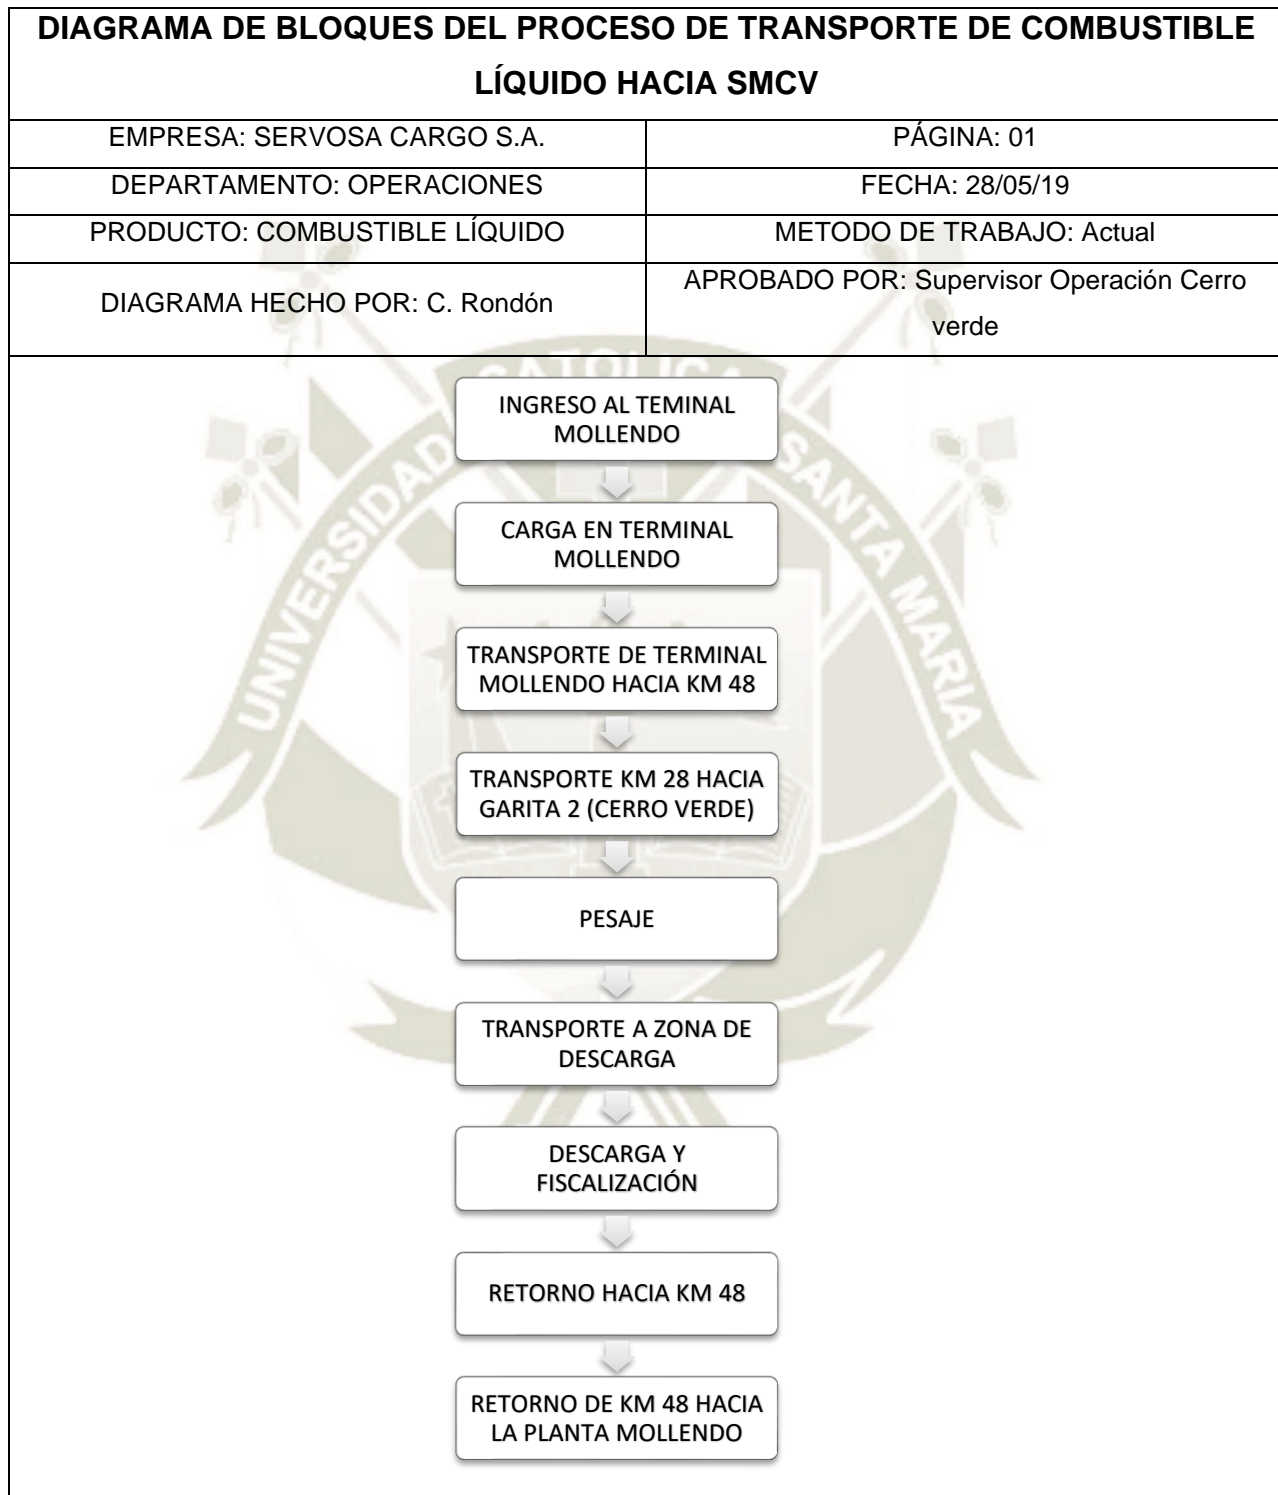 DIAGRAMA DE BLOQUES DEL PROCESO DE TRANSPORTE DE COMBUSTIBLE
LÍQUIDO HACIA SMCV
EMPRESA: SERVOSA CARGO S.A.
PÁGINA: 01
DEPARTAMENTO: OPERACIONES
FECHA: 28/05/19
PRODUCTO: COMBUSTIBLE LÍQUIDO
METODO DE TRABAJO: Actual
DIAGRAMA HECHO POR: C. Rondón
APROBADO POR: Supervisor Operación Cerro
verde
UNIVERSIDAD CATOLICA SANTA MARIA
INGRESO AL TEMINAL
MOLLENDO
CARGA EN TERMINAL
MOLLENDO
TRANSPORTE DE TERMINAL
MOLLENDO HACIA KM 48
TRANSPORTE KM 28 HACIA
GARITA 2 (CERRO VERDE)
PESAJE
TRANSPORTE A ZONA DE
DESCARGA
DESCARGA Y
FISCALIZACIÓN
RETORNO HACIA KM 48
RETORNO DE KM 48 HACIA
LA PLANTA MOLLENDO